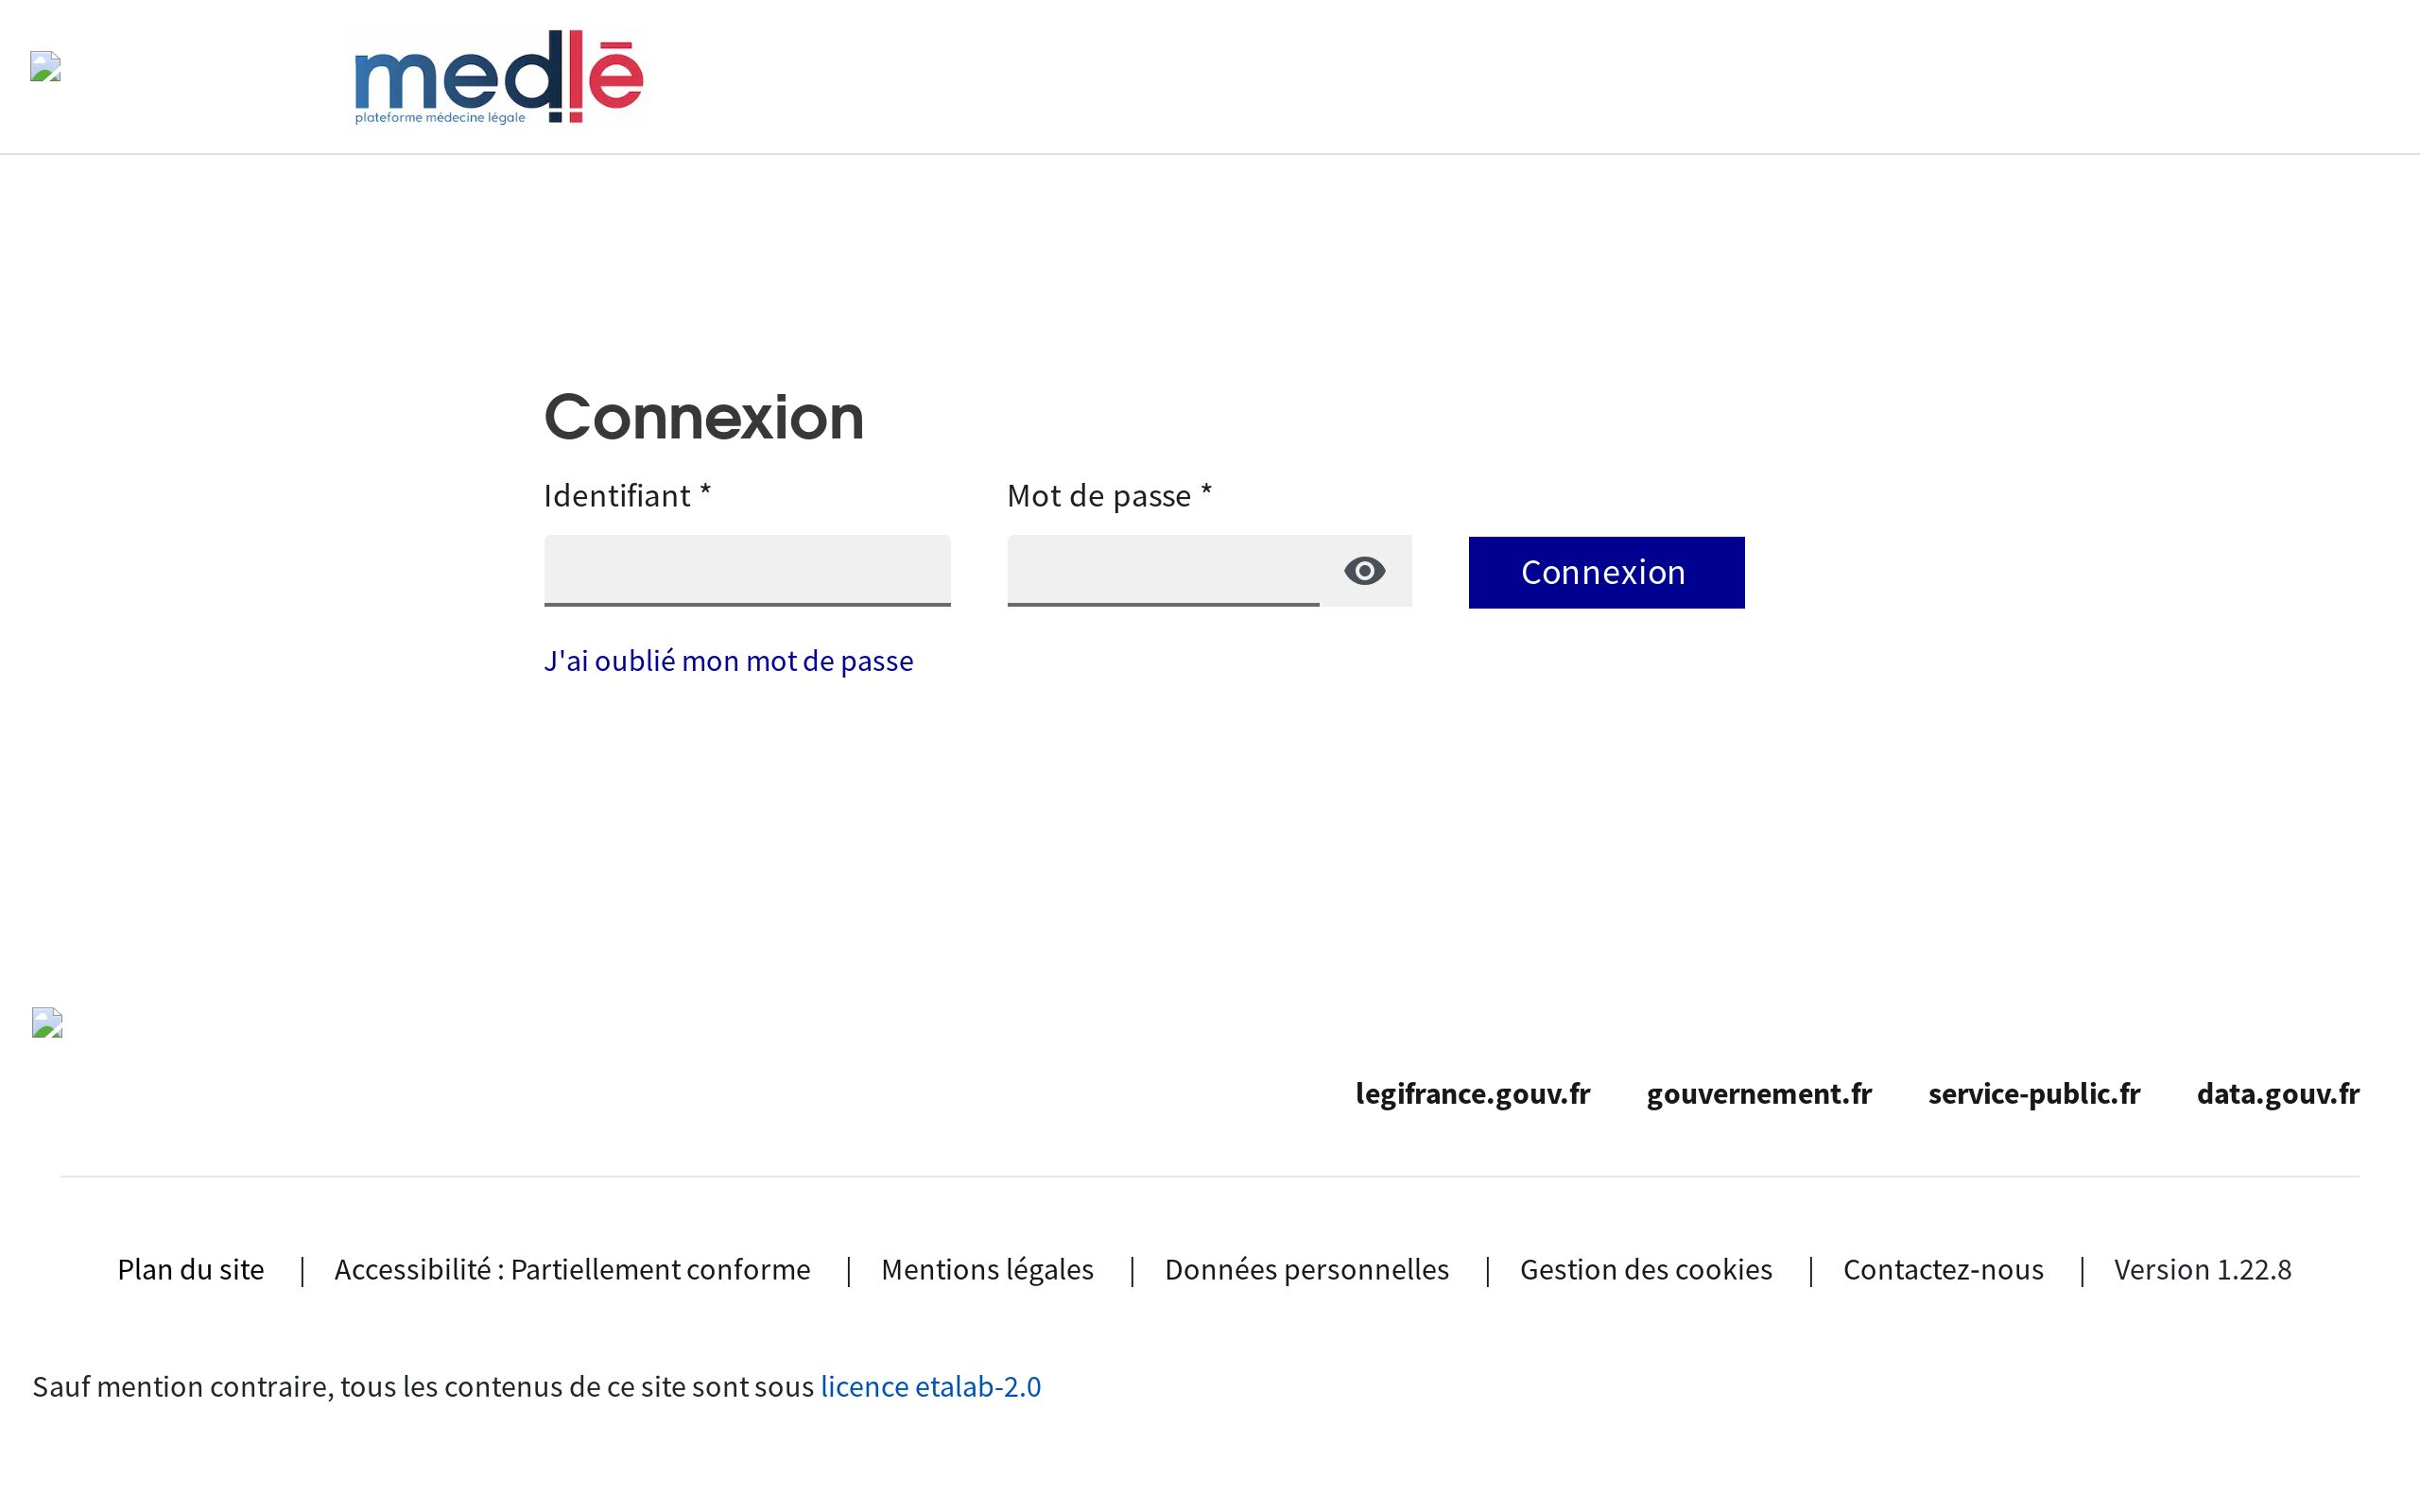 medlē
plateforme médecine légale
Connexion
Identifiant *
Mot de passe *
Connexion
J'ai oublié mon mot de passe
legifrance.gouv.fr gouvernement.fr service-public.fr data.gouv.fr
Plan du site | Accessibilité : Partiellement conforme | Mentions légales | Données personnelles | Gestion des cookies | Contactez-nous | Version 1.22.8
Sauf mention contraire, tous les contenus de ce site sont sous licence etalab-2.0